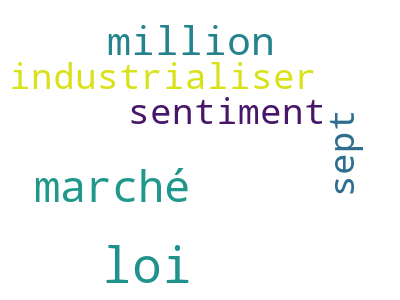 million
industrialiser
sentiment
sept
marché
loi